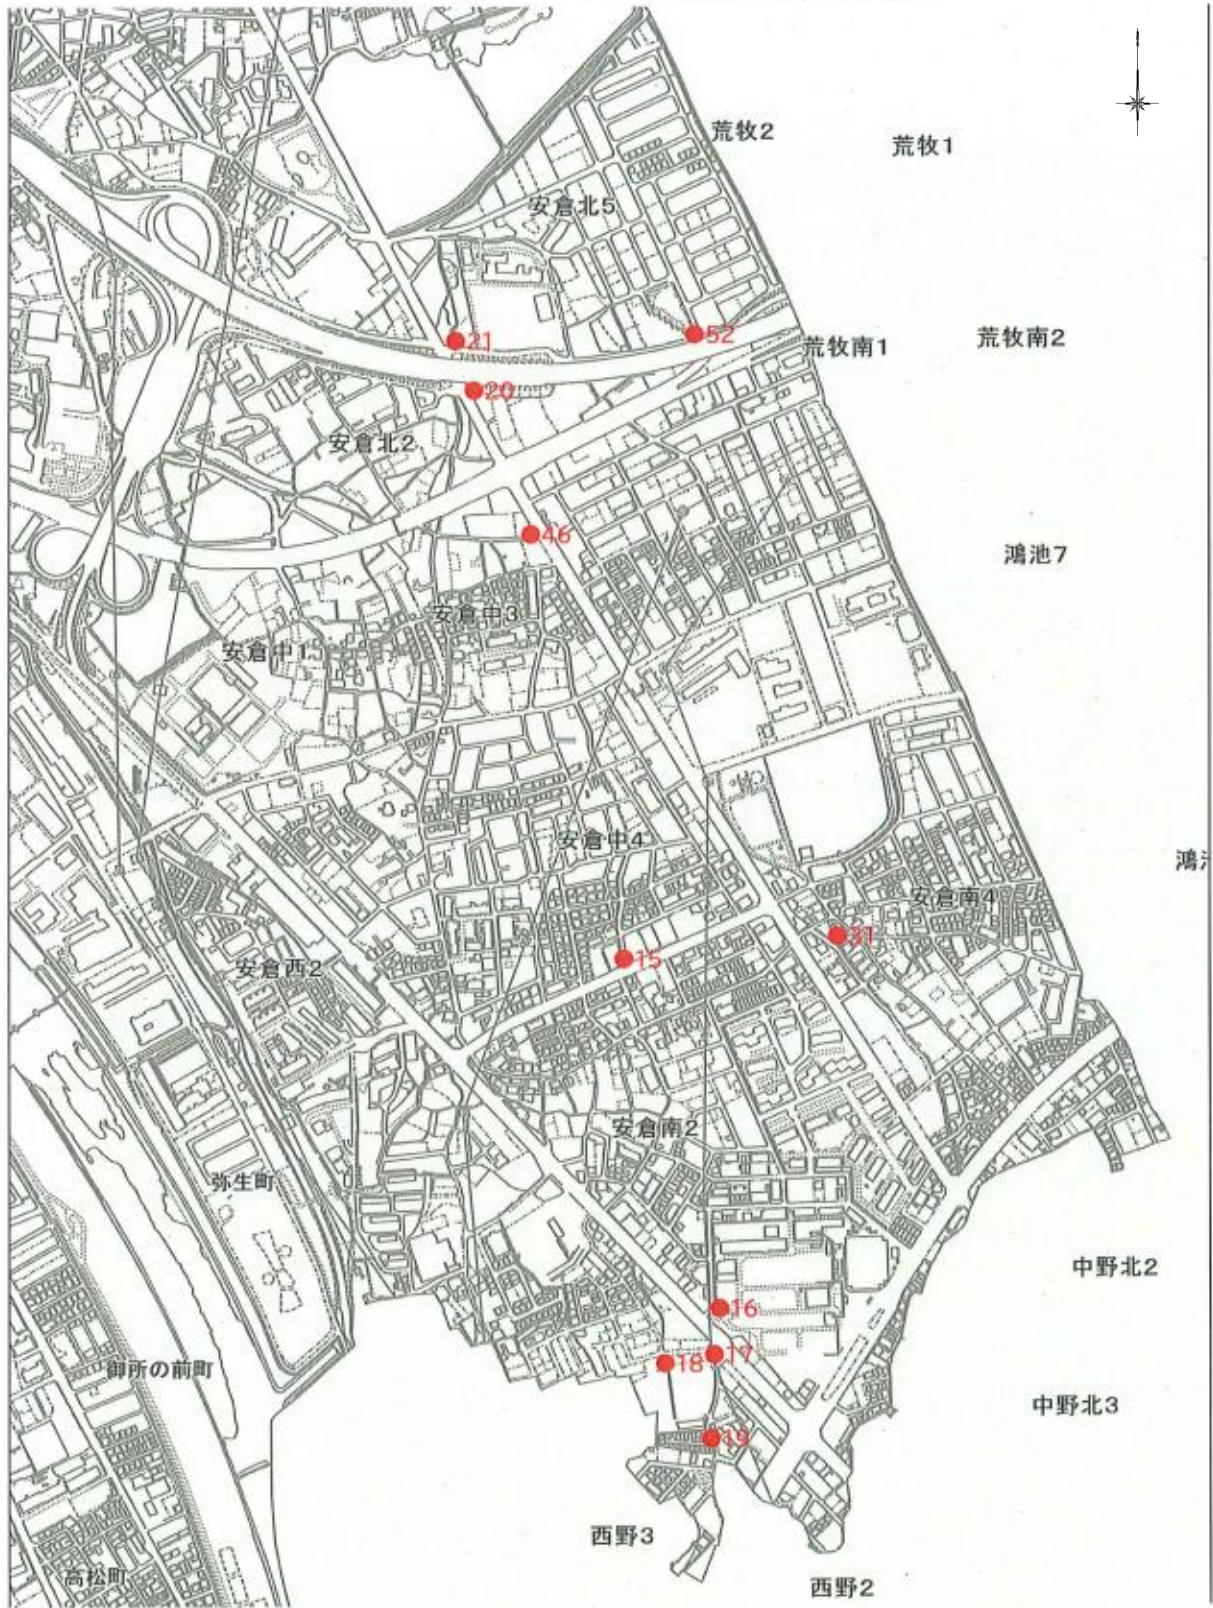 荒牧2
荒牧1
安倉北5
21
52
荒牧南1
荒牧南2
20
安倉北2
46
鴻池7
安倉中3
安倉中1
安倉中4
鴻
安倉南4
31
15
安倉西2
安倉南2
弥生町
中野北2
16
17
18
御所の前町
中野北3
19
西野3
高松町
西野2